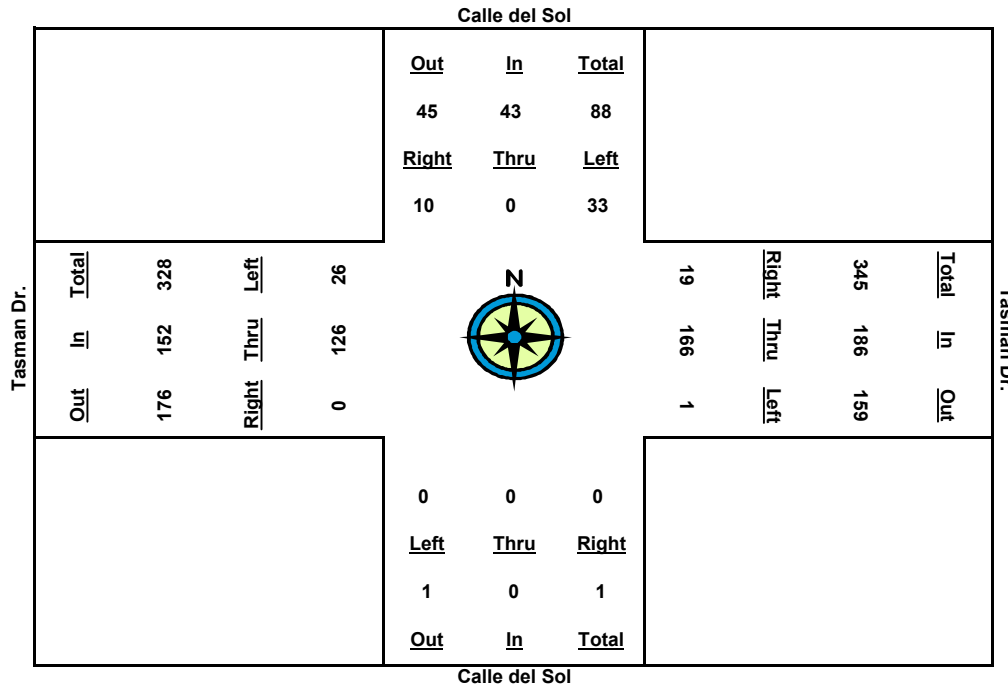 Calle del Sol
Out In Total
45 43 88
Right Thru Left
10 0 33
Tasman Dr.
Total 328 Left 26
In 152 Thru 126
Out 176 Right 0
N
19 Right 345 Total
166 Thru 186 In
1 Left 159 Out
Tasman Dr.
0 0 0
Left Thru Right
1 0 1
Out In Total
Calle del Sol